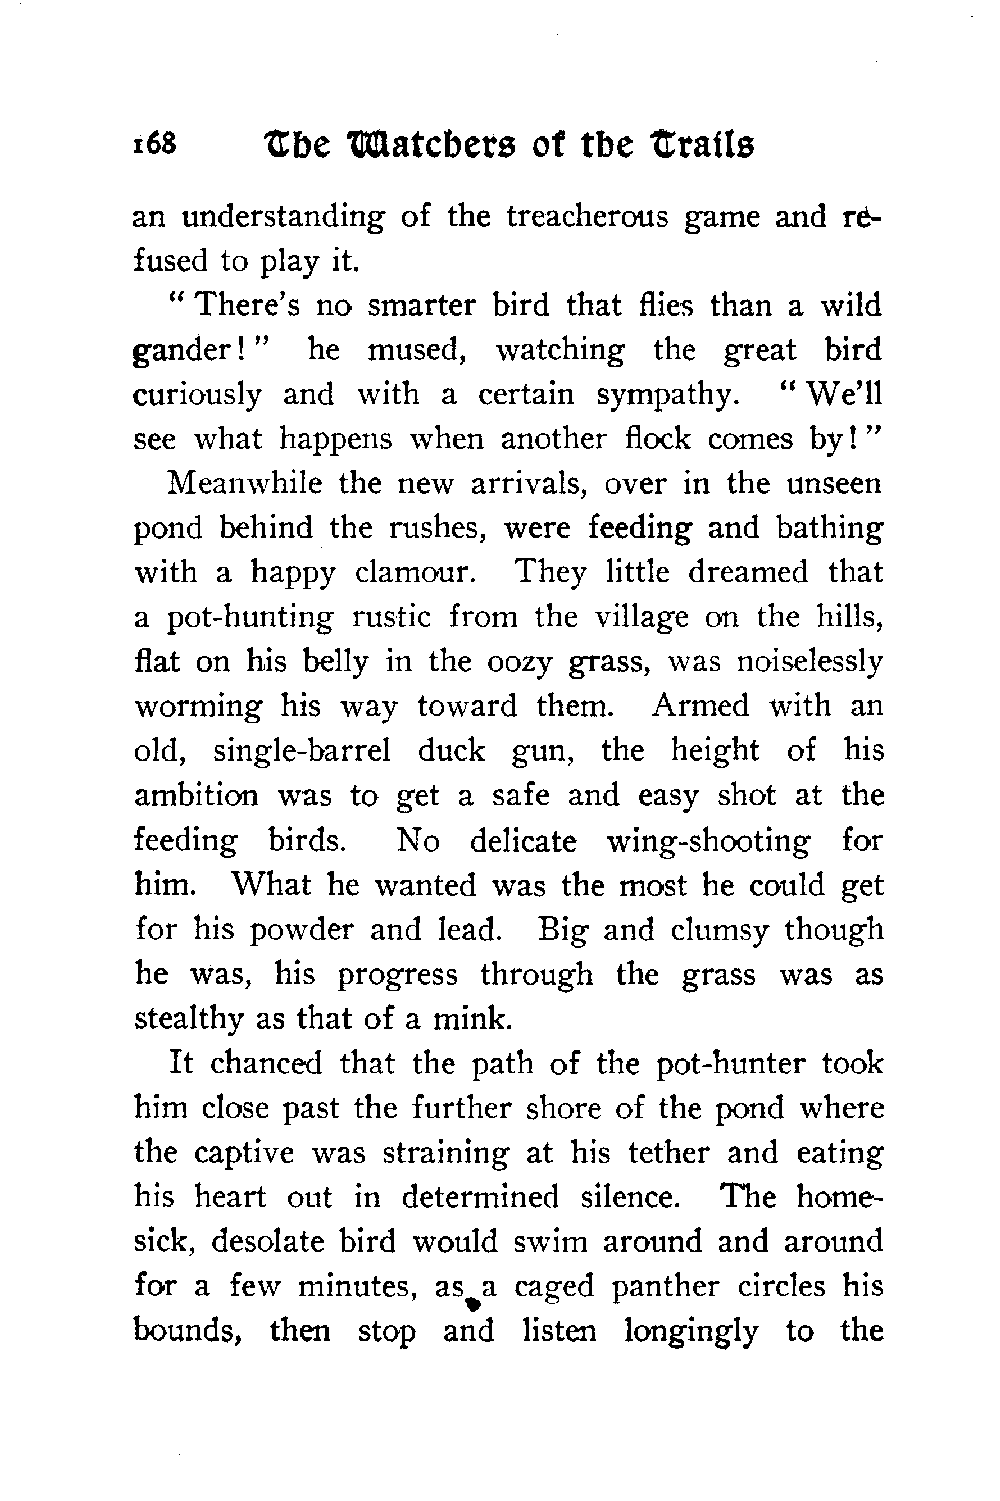 168 The Watchers of the Trails
an understanding of the treacherous game and re-
fused to play it.
" There's no smarter bird that flies than a wild
gander! " he mused, watching the great bird
curiously and with a certain sympathy. " We'll
see what happens when another flock comes by! "
Meanwhile the new arrivals, over in the unseen
pond behind the rushes, were feeding and bathing
with a happy clamour. They little dreamed that
a pot-hunting rustic from the village on the hills,
flat on his belly in the oozy grass, was noiselessly
worming his way toward them. Armed with an
old, single-barrel duck gun, the height of his
ambition was to get a safe and easy shot at the
feeding birds. No delicate wing-shooting for
him. What he wanted was the most he could get
for his powder and lead. Big and clumsy though
he was, his progress through the grass was as
stealthy as that of a mink.
It chanced that the path of the pot-hunter took
him close past the further shore of the pond where
the captive was straining at his tether and eating
his heart out in determined silence. The home-
sick, desolate bird would swim around and around
for a few minutes, as a caged panther circles his
bounds, then stop and listen longingly to the